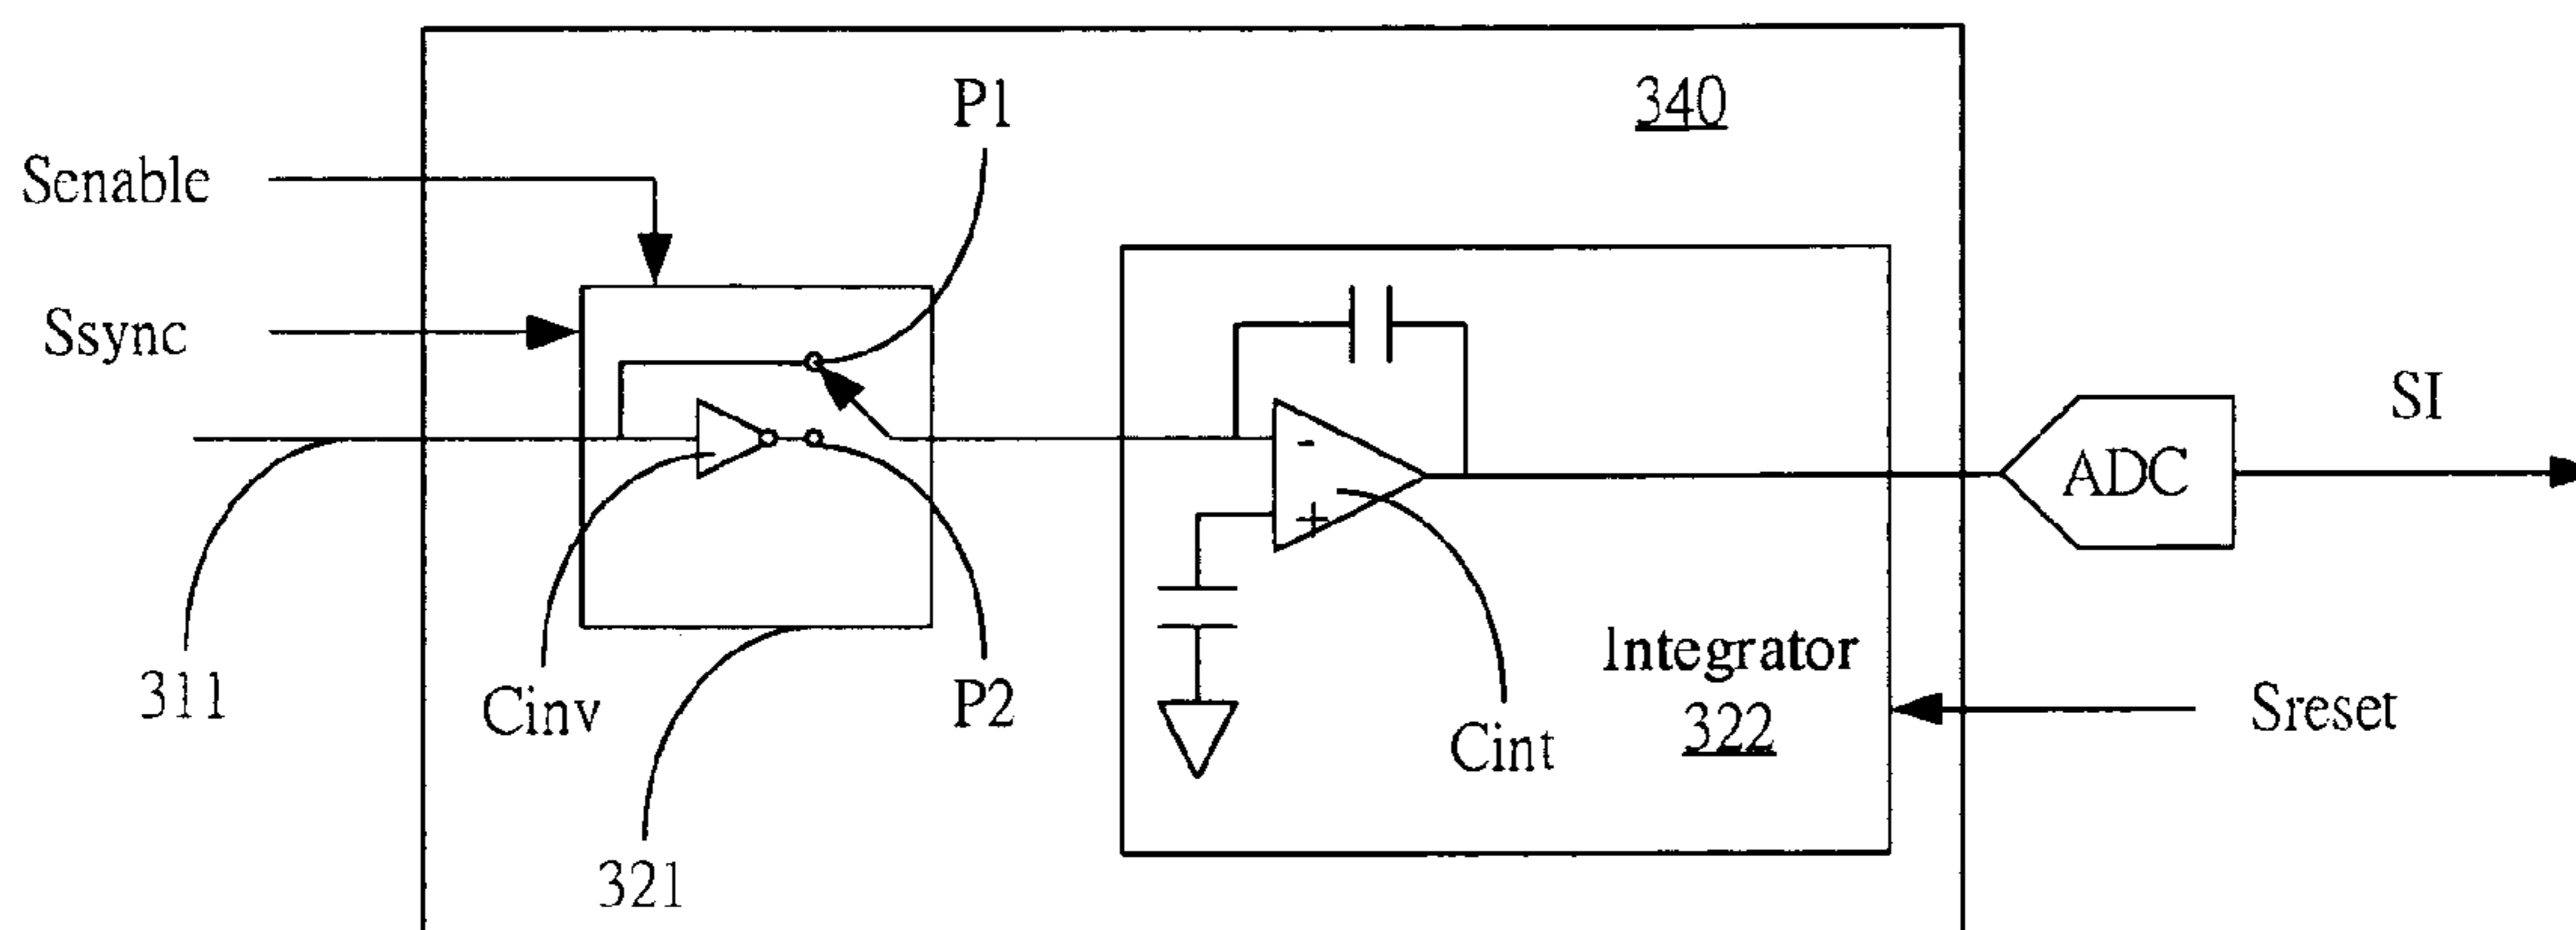 P1
340
Senable
Ssync
SI
ADC
-
+
Integrator
322
311
Cinv
P2
Cint
Sreset
321